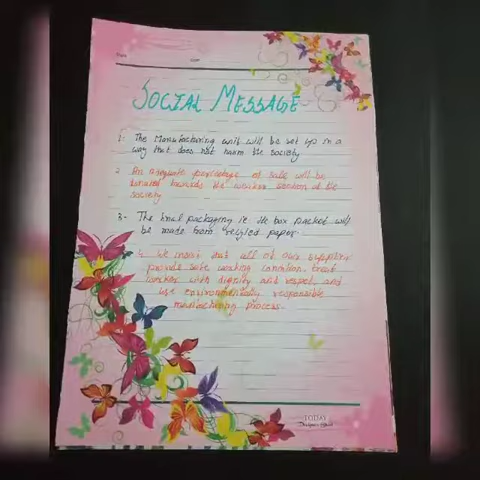 SOCIAL MESSAGE
1. The Manufacturing unit will be set up in a
way that does not harm the society
2. An adequate percentage of sale will be
donated towards the weaker section of the
society
3. The final packaging ie the box packed will
be made from recycled paper.
4. We insist that all of our suppliers
provide safe working condition, treat
worker with dignity and respect, and
use environmentally responsible
manufacturing process.
TODAY